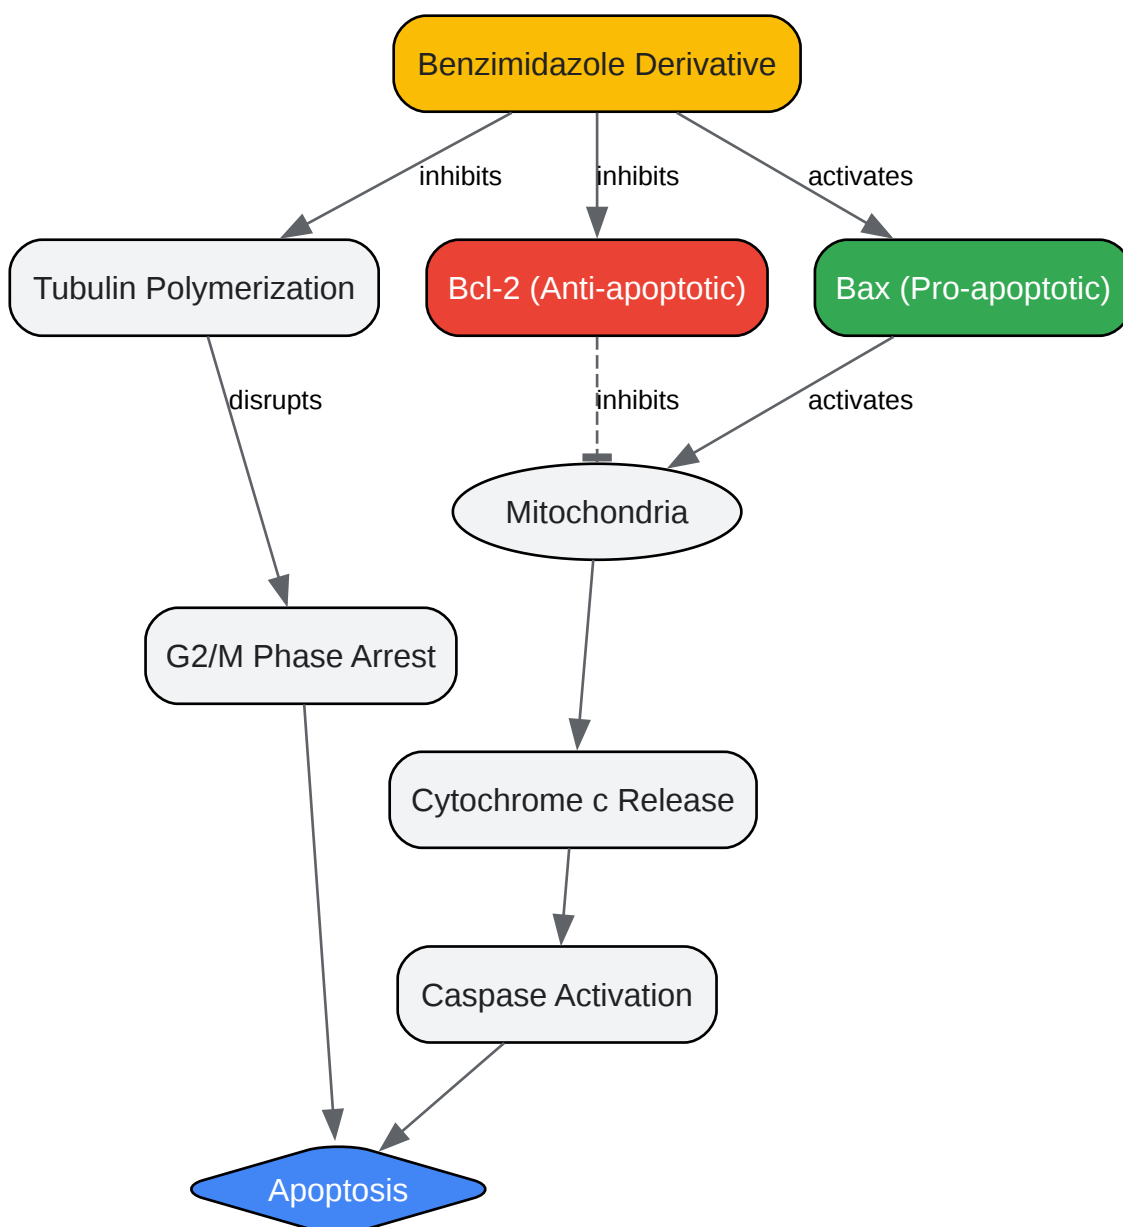 Benzimidazole Derivative
inhibits
inhibits
activates
Tubulin Polymerization
Bcl-2 (Anti-apoptotic)
Bax (Pro-apoptotic)
disrupts
inhibits
activates
Mitochondria
G2/M Phase Arrest
Cytochrome c Release
Caspase Activation
Apoptosis